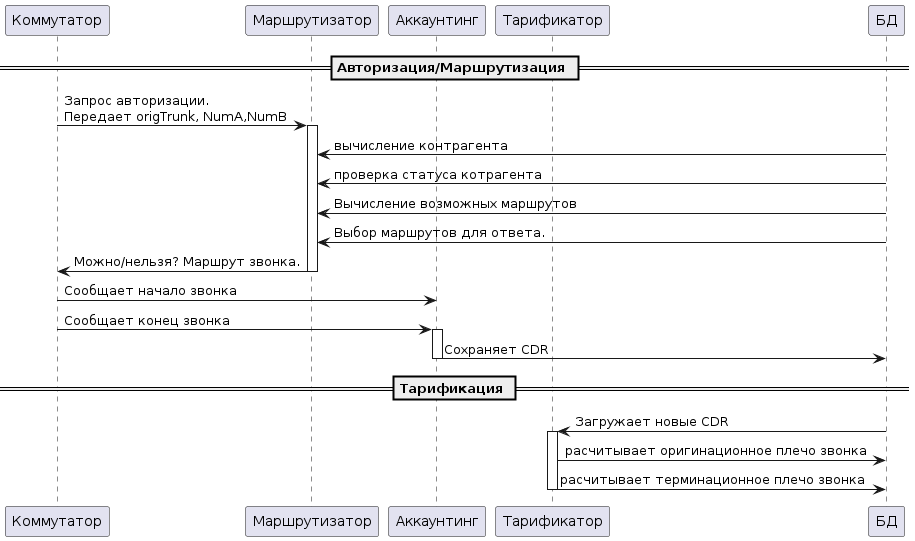 Коммутатор
Маршрутизатор
Аккаунтинг
Тарификатор
БД
Авторизация/Маршрутизация
Запрос авторизации.
Передает origTrunk, NumA,NumB
вычисление контрагента
проверка статуса котрагента
Вычисление возможных маршрутов
Выбор маршрутов для ответа.
Можно/нельзя? Маршрут звонка.
Сообщает начало звонка
Сообщает конец звонка
Сохраняет CDR
Тарификация
Загружает новые CDR
расчитывает оригинационное плечо звонка
расчитывает терминационное плечо звонка
Коммутатор
Маршрутизатор
Аккаунтинг
Тарификатор
БД